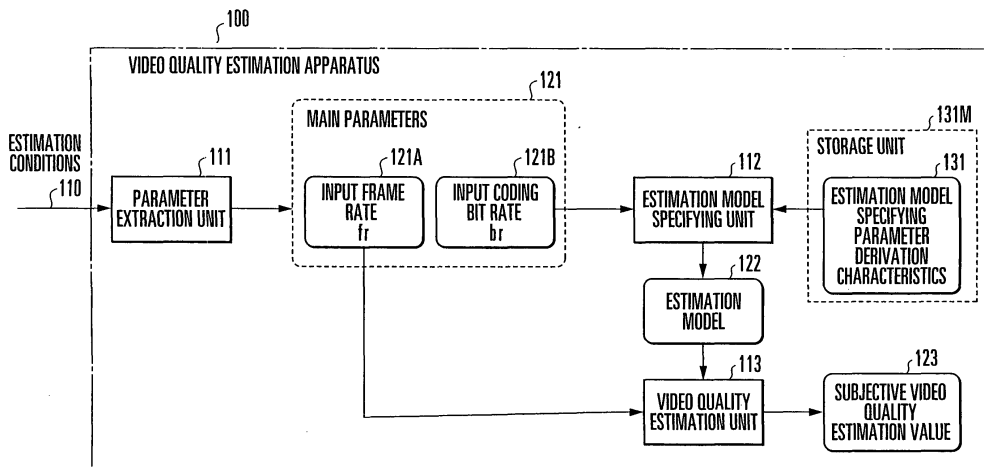 100
VIDEO QUALITY ESTIMATION APPARATUS
121
MAIN PARAMETERS
ESTIMATION
CONDITIONS
110
111
PARAMETER
EXTRACTION UNIT
121A
INPUT FRAME
RATE
fr
121B
INPUT CODING
BIT RATE
br
112
ESTIMATION MODEL
SPECIFYING UNIT
131M
STORAGE UNIT
131
ESTIMATION MODEL
SPECIFYING
PARAMETER
DERIVATION
CHARACTERISTICS
122
ESTIMATION
MODEL
113
VIDEO QUALITY
ESTIMATION UNIT
123
SUBJECTIVE VIDEO
QUALITY
ESTIMATION VALUE